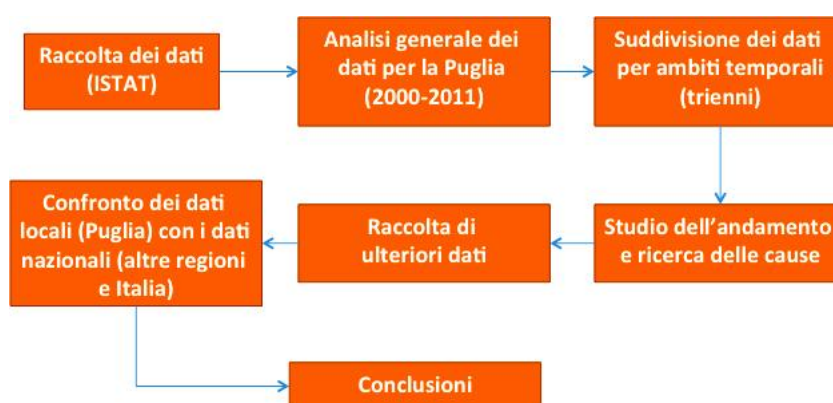 Raccolta dei dati
(ISTAT)
Analisi generale dei
dati per la Puglia
(2000-2011)
Suddivisione dei dati
per ambiti temporali
(trienni)
Studio dell'andamento
e ricerca delle cause
Raccolta di
ulteriori dati
Confronto dei dati
locali (Puglia) con i dati
nazionali (altre regioni
e Italia)
Conclusioni